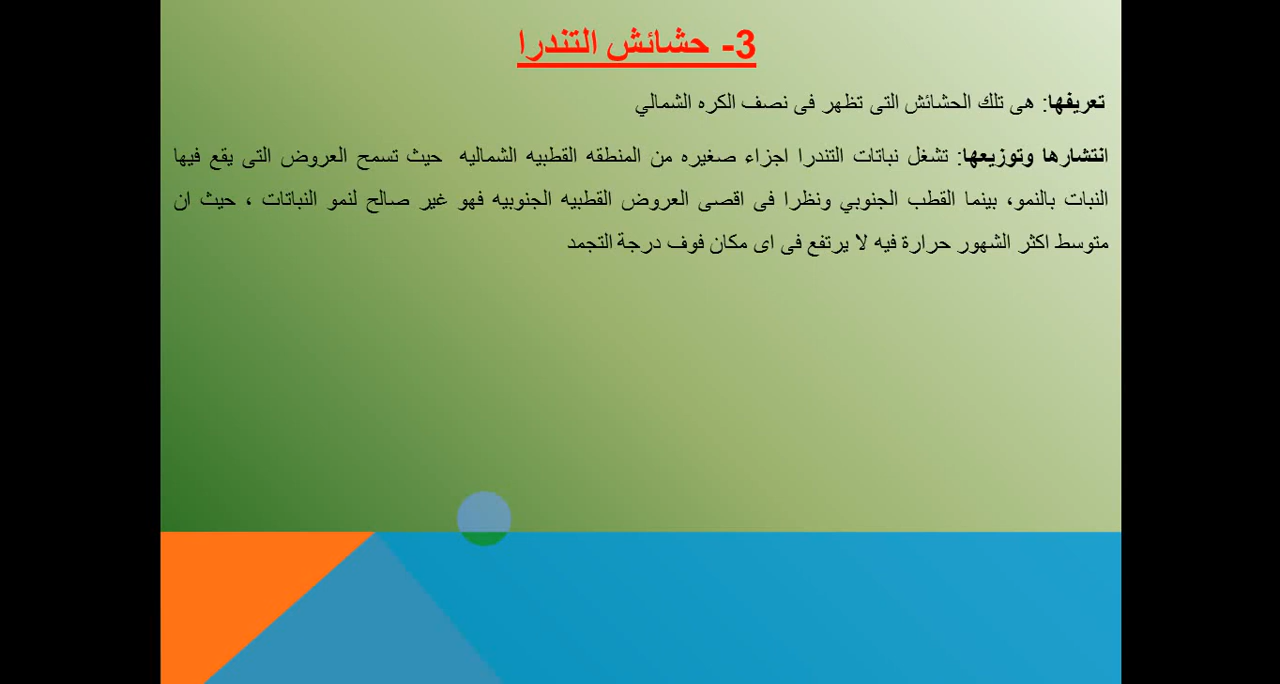 3- حشائش التندرا
تعريفها: هى تلك الحشائش التى تظهر فى نصف الكره الشمالي
انتشارها وتوزيعها: تشغل نباتات التندرا اجزاء صغيره من المنطقه القطبيه الشماليه حيث تسمح العروض التى يقع فيها
النبات بالنمو، بينما القطب الجنوبي ونظرا فى اقصى العروض القطبيه الجنوبيه فهو غير صالح لنمو النباتات ، حيث ان
متوسط اكثر الشهور حرارة فيه لا يرتفع فى اى مكان فوف درجة التجمد